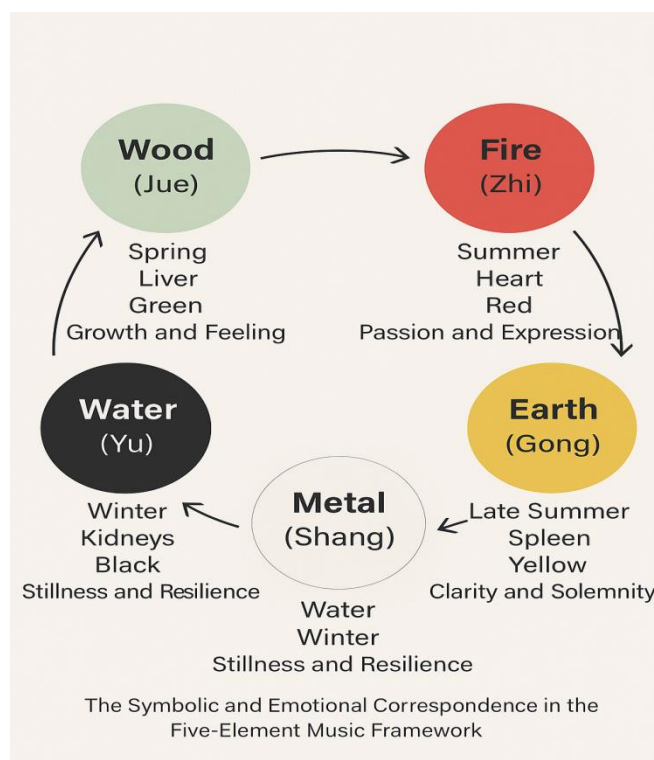 Wood
(Jue)
Spring
Liver
Green
Growth and Feeling
Fire
(Zhi)
Summer
Heart
Red
Passion and Expression
Earth
(Gong)
Late Summer
Spleen
Yellow
Clarity and Solemnity
Metal
(Shang)
Water
Winter
Stillness and Resilience
Water
(Yu)
Winter
Kidneys
Black
Stillness and Resilience
The Symbolic and Emotional Correspondence in the
Five-Element Music Framework